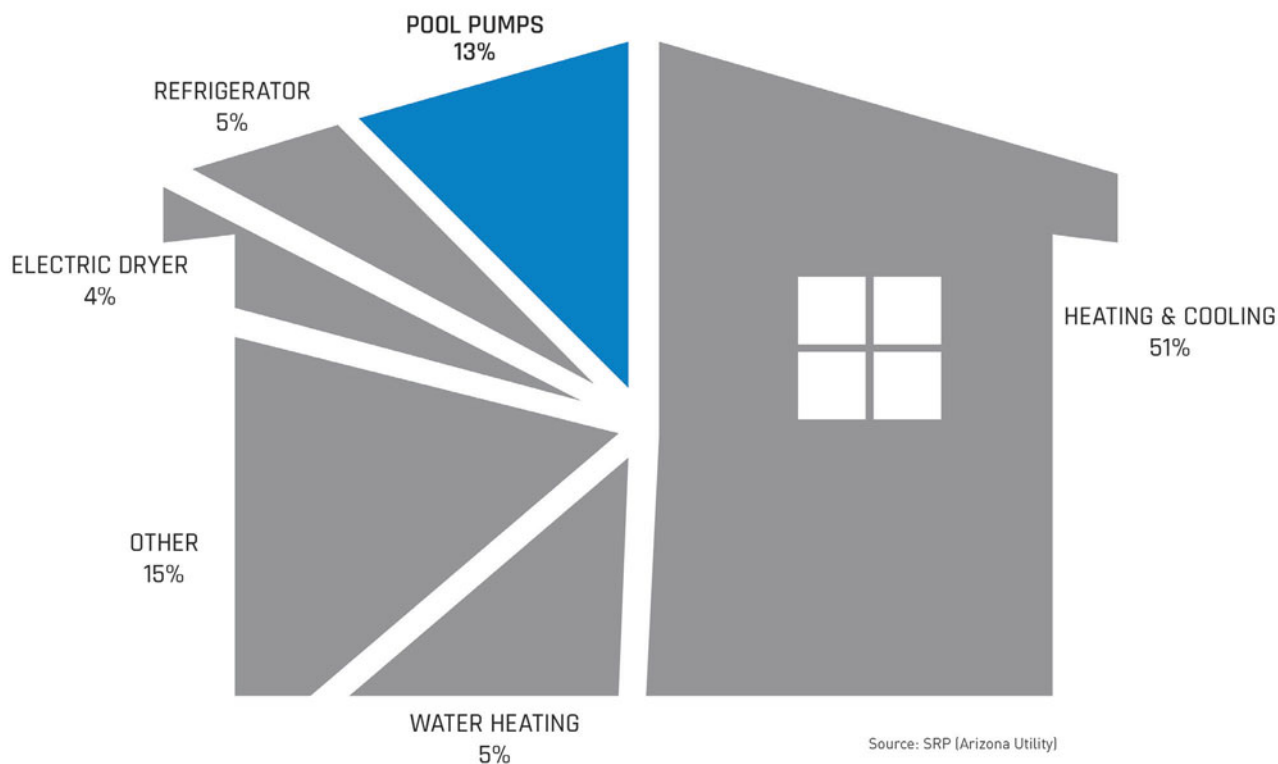 POOL PUMPS
13%
REFRIGERATOR
5%
ELECTRIC DRYER
4%
HEATING & COOLING
51%
OTHER
15%
WATER HEATING
5%
Source: SRP (Arizona Utility)